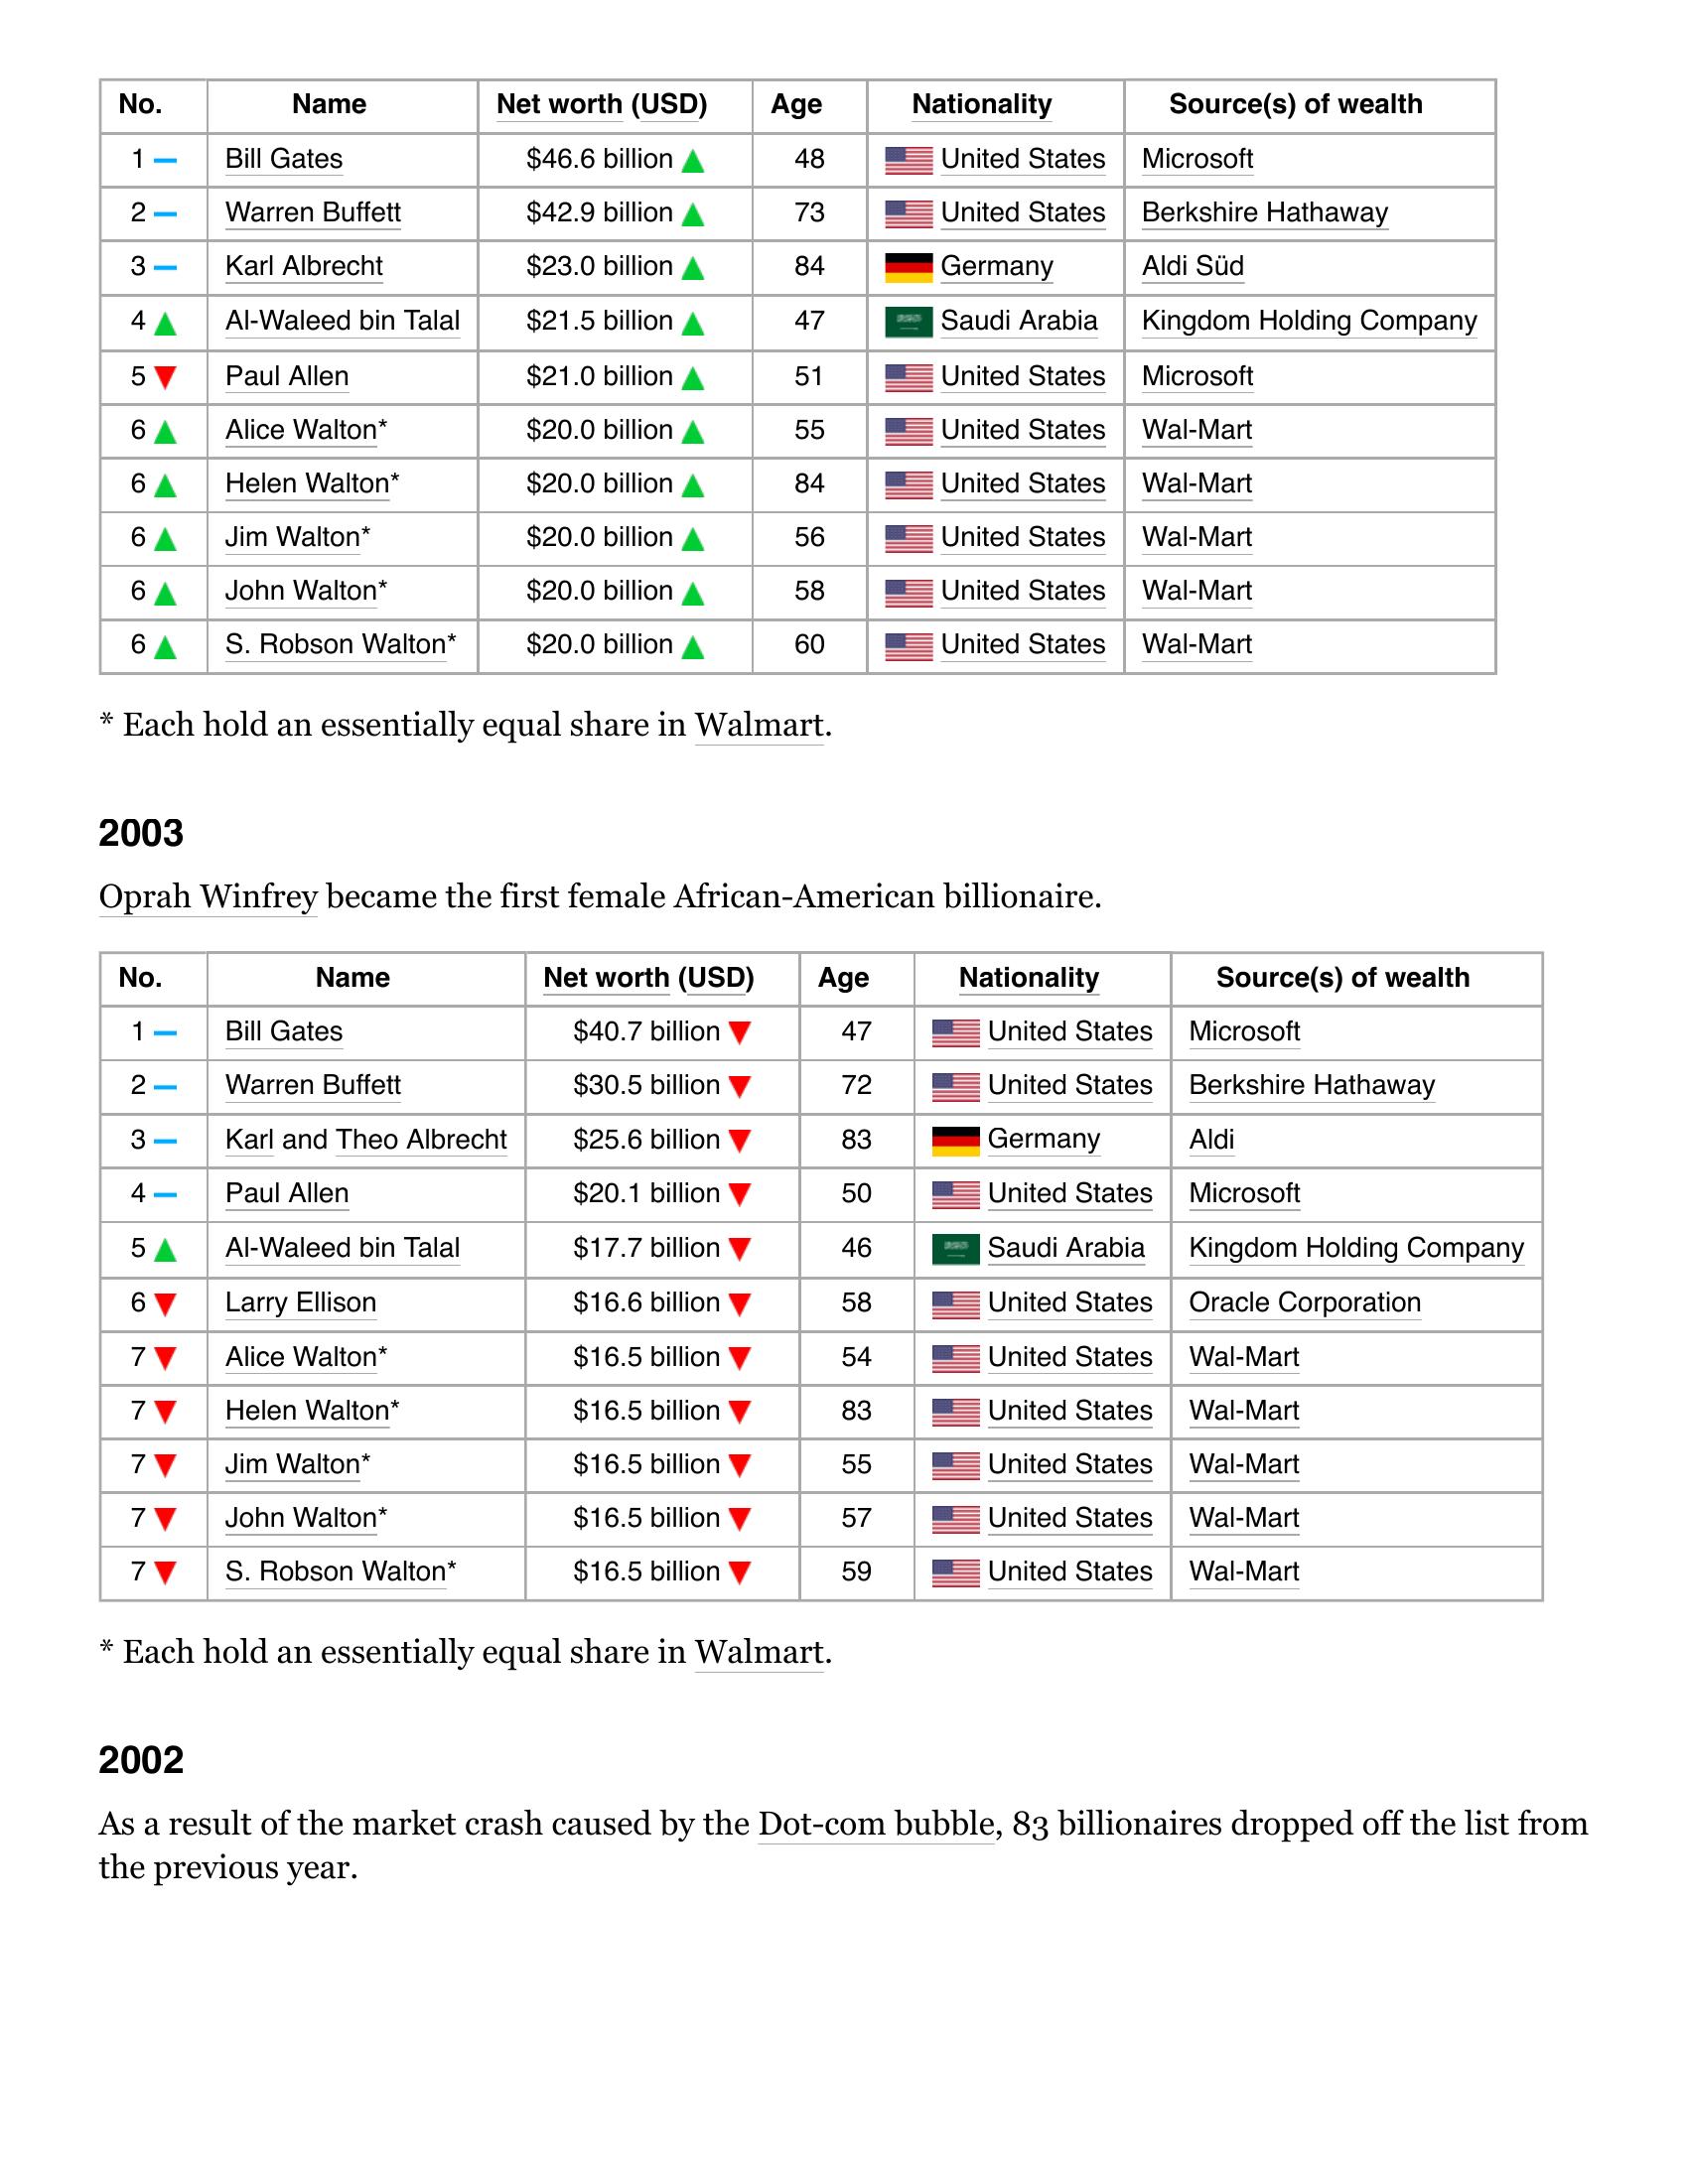 No. Name Net worth (USD) Age Nationality Source(s) of wealth
1 Bill Gates $46.6 billion 48 United States Microsoft
2 Warren Buffett $42.9 billion 73 United States Berkshire Hathaway
3 Karl Albrecht $23.0 billion 84 Germany Aldi Süd
4 Al-Waleed bin Talal $21.5 billion 47 Saudi Arabia Kingdom Holding Company
5 Paul Allen $21.0 billion 51 United States Microsoft
6 Alice Walton* $20.0 billion 55 United States Wal-Mart
6 Helen Walton* $20.0 billion 84 United States Wal-Mart
6 Jim Walton* $20.0 billion 56 United States Wal-Mart
6 John Walton* $20.0 billion 58 United States Wal-Mart
6 S. Robson Walton* $20.0 billion 60 United States Wal-Mart
* Each hold an essentially equal share in Walmart.
2003
Oprah Winfrey became the first female African-American billionaire.
No. Name Net worth (USD) Age Nationality Source(s) of wealth
1 Bill Gates $40.7 billion 47 United States Microsoft
2 Warren Buffett $30.5 billion 72 United States Berkshire Hathaway
3 Karl and Theo Albrecht $25.6 billion 83 Germany Aldi
4 Paul Allen $20.1 billion 50 United States Microsoft
5 Al-Waleed bin Talal $17.7 billion 46 Saudi Arabia Kingdom Holding Company
6 Larry Ellison $16.6 billion 58 United States Oracle Corporation
7 Alice Walton* $16.5 billion 54 United States Wal-Mart
7 Helen Walton* $16.5 billion 83 United States Wal-Mart
7 Jim Walton* $16.5 billion 55 United States Wal-Mart
7 John Walton* $16.5 billion 57 United States Wal-Mart
7 S. Robson Walton* $16.5 billion 59 United States Wal-Mart
* Each hold an essentially equal share in Walmart.
2002
As a result of the market crash caused by the Dot-com bubble, 83 billionaires dropped off the list from
the previous year.